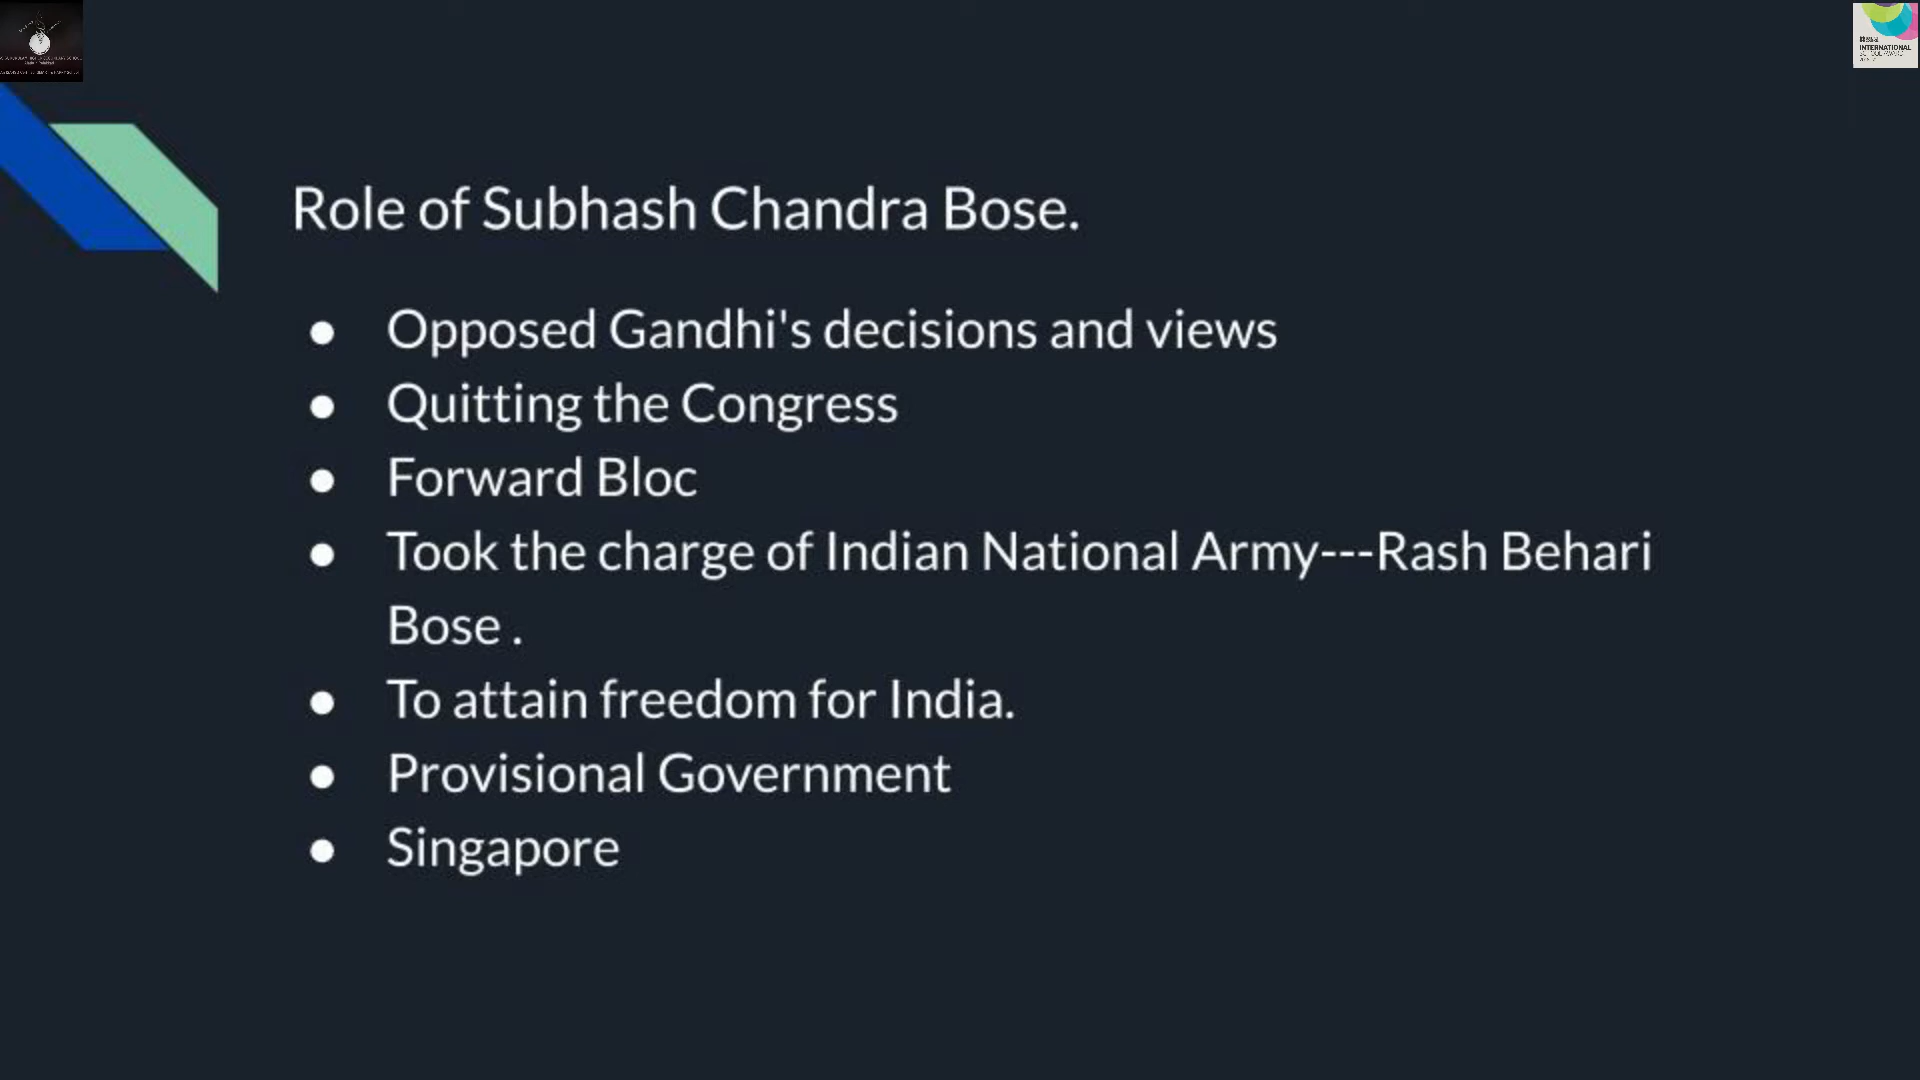 Role of Subhash Chandra Bose.
● Opposed Gandhi's decisions and views
● Quitting the Congress
● Forward Bloc
● Took the charge of Indian National Army---Rash Behari
Bose .
● To attain freedom for India.
● Provisional Government
● Singapore
INTERNATIONAL